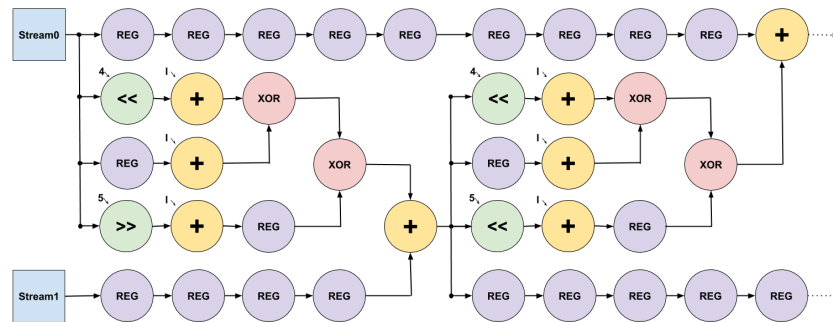 Stream0 REG REG REG REG REG REG REG REG +
4 << I + XOR 4 << I + XOR
REG I + XOR REG I + XOR
5 >> I + REG + 5 << I + REG
Stream1 REG REG REG REG REG REG REG REG REG